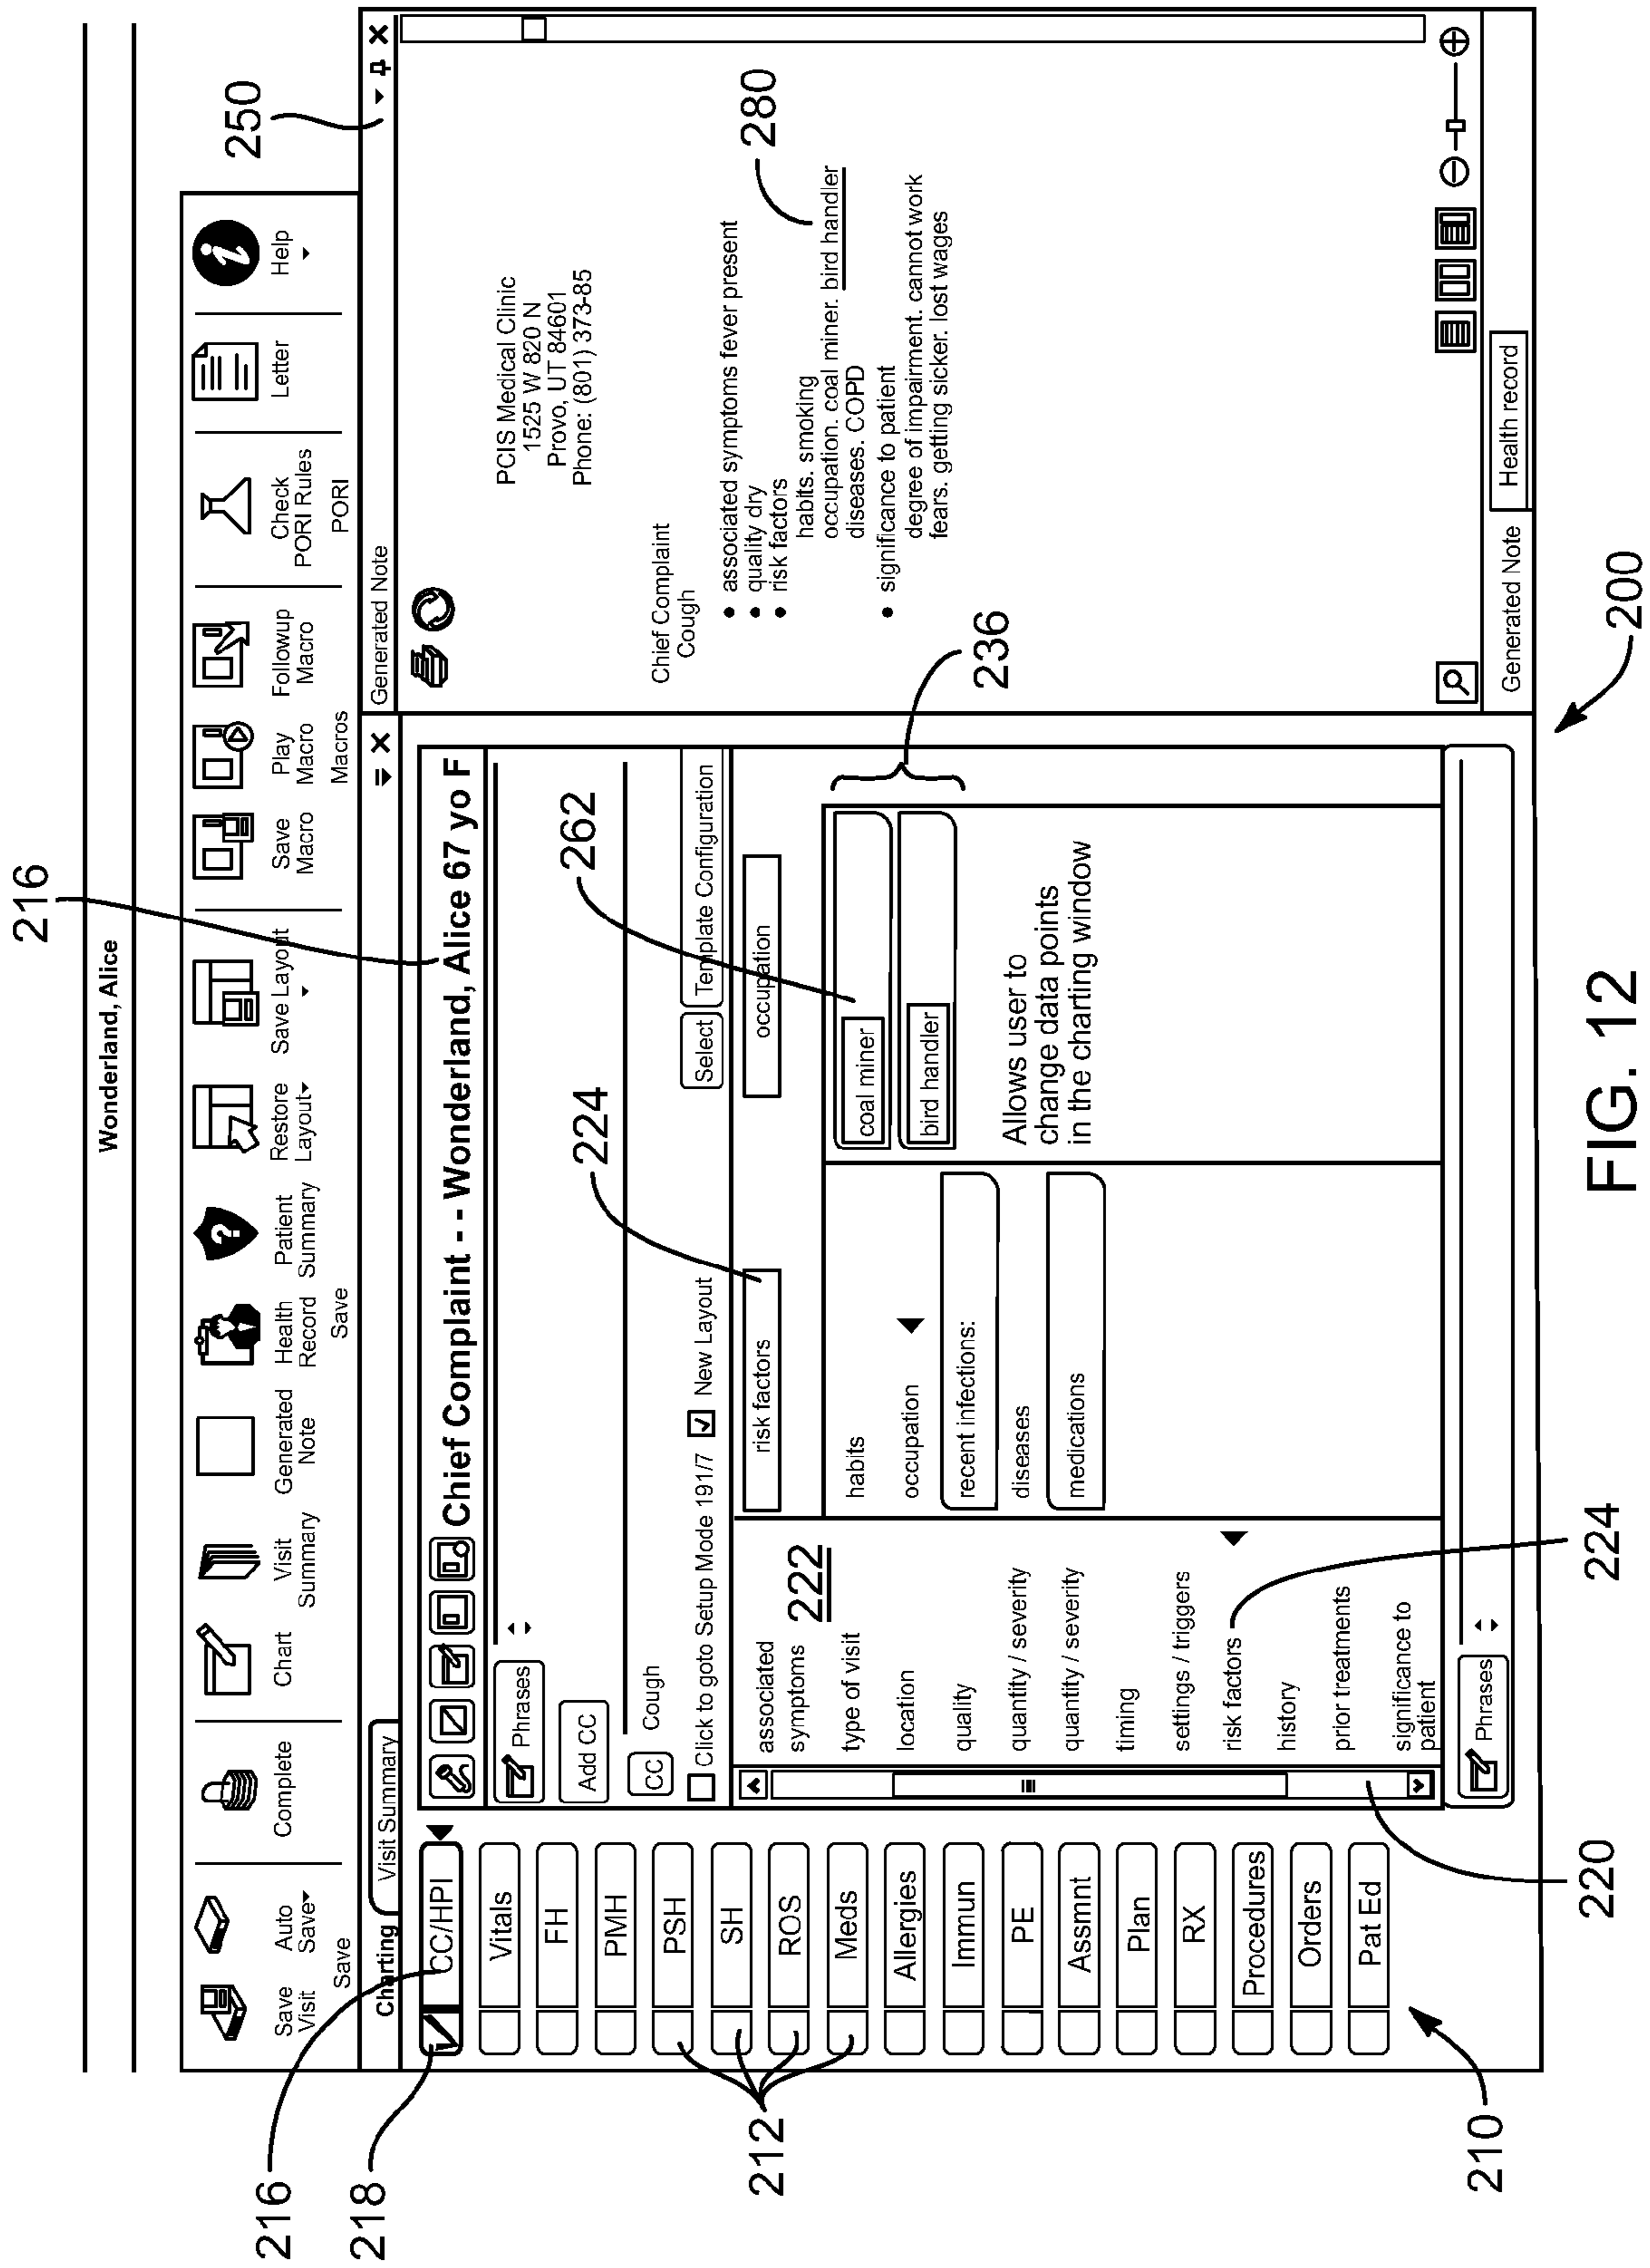 216
Wonderland, Alice
Save Visit
Auto Save
Save
Complete
Chart
Visit Summary
Generated Note
Health Record
Save
Patient Summary
Restore Layout
Save Layout
Save Macro
Play Macro
Macros
Followup Macro
Check PORI Rules
PORI
Letter
Help
250
216
218
Charting
Visit Summary
CC/HPI
Vitals
FH
PMH
PSH
SH
ROS
Meds
Allergies
Immun
PE
Assmnt
Plan
RX
Procedures
Orders
Pat Ed
212
210
Chief Complaint - - Wonderland, Alice 67 yo F
Phrases
Add CC
CC
Cough
Click to goto Setup Mode 191/7
New Layout
Select
Template Configuration
224
262
222
associated
symptoms
type of visit
location
quality
quantity / severity
quantity / severity
timing
settings / triggers
risk factors
history
prior treatments
significance to
patient
risk factors
occupation
habits
occupation
recent infections:
diseases
medications
coal miner
bird handler
Allows user to
change data points
in the charting window
236
Phrases
220
224
Generated Note
PCIS Medical Clinic
1525 W 820 N
Provo, UT 84601
Phone: (801) 373-85
Chief Complaint
Cough
• associated symptoms fever present
• quality dry
• risk factors
habits. smoking
occupation. coal miner. bird handler
diseases. COPD
• significance to patient
degree of impairment. cannot work
fears. getting sicker. lost wages
280
Generated Note
Health record
200
FIG. 12